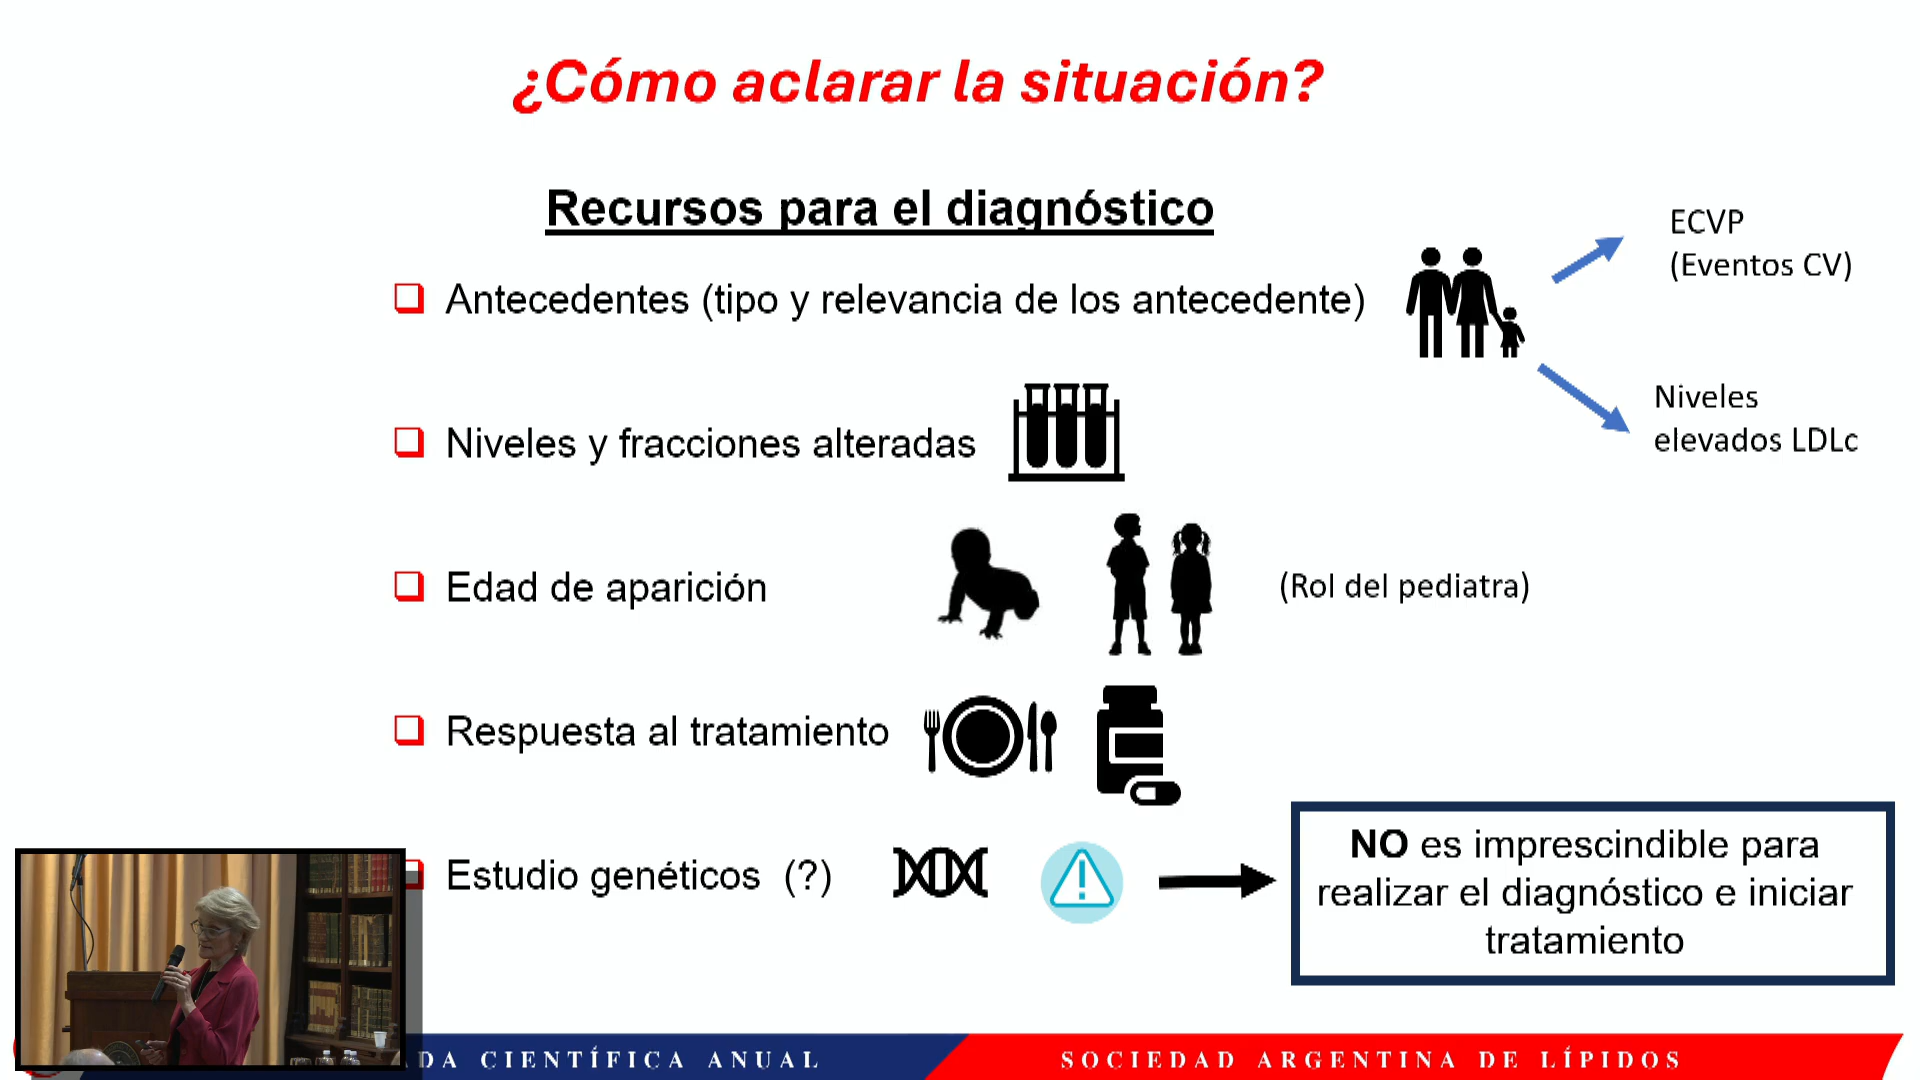 ¿Cómo aclarar la situación?
Recursos para el diagnóstico
Antecedentes (tipo y relevancia de los antecedente)
ECVP
(Eventos CV)
Niveles
elevados LDLc
Niveles y fracciones alteradas
Edad de aparición
(Rol del pediatra)
Respuesta al tratamiento
Estudio genéticos (?)
NO es imprescindible para
realizar el diagnóstico e iniciar
tratamiento
DA CIENTÍFICA ANUAL
SOCIEDAD ARGENTINA DE LÍPIDOS